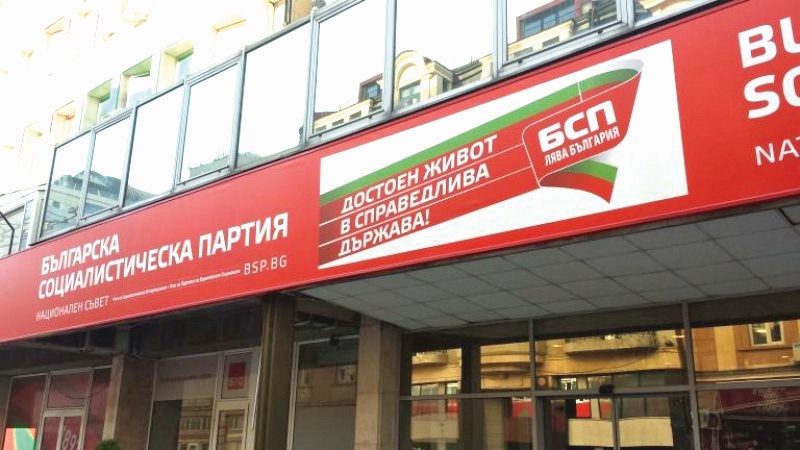 БЪЛГАРСКА
СОЦИАЛИСТИЧЕСКА ПАРТИЯ
НАЦИОНАЛЕН СЪВЕТ
BSP.BG
ДОСТОЕН ЖИВОТ
В СПРАВЕДЛИВА
ДЪРЖАВА!
БСП
ЛЯВА БЪЛГАРИЯ
BU
SO
NAT